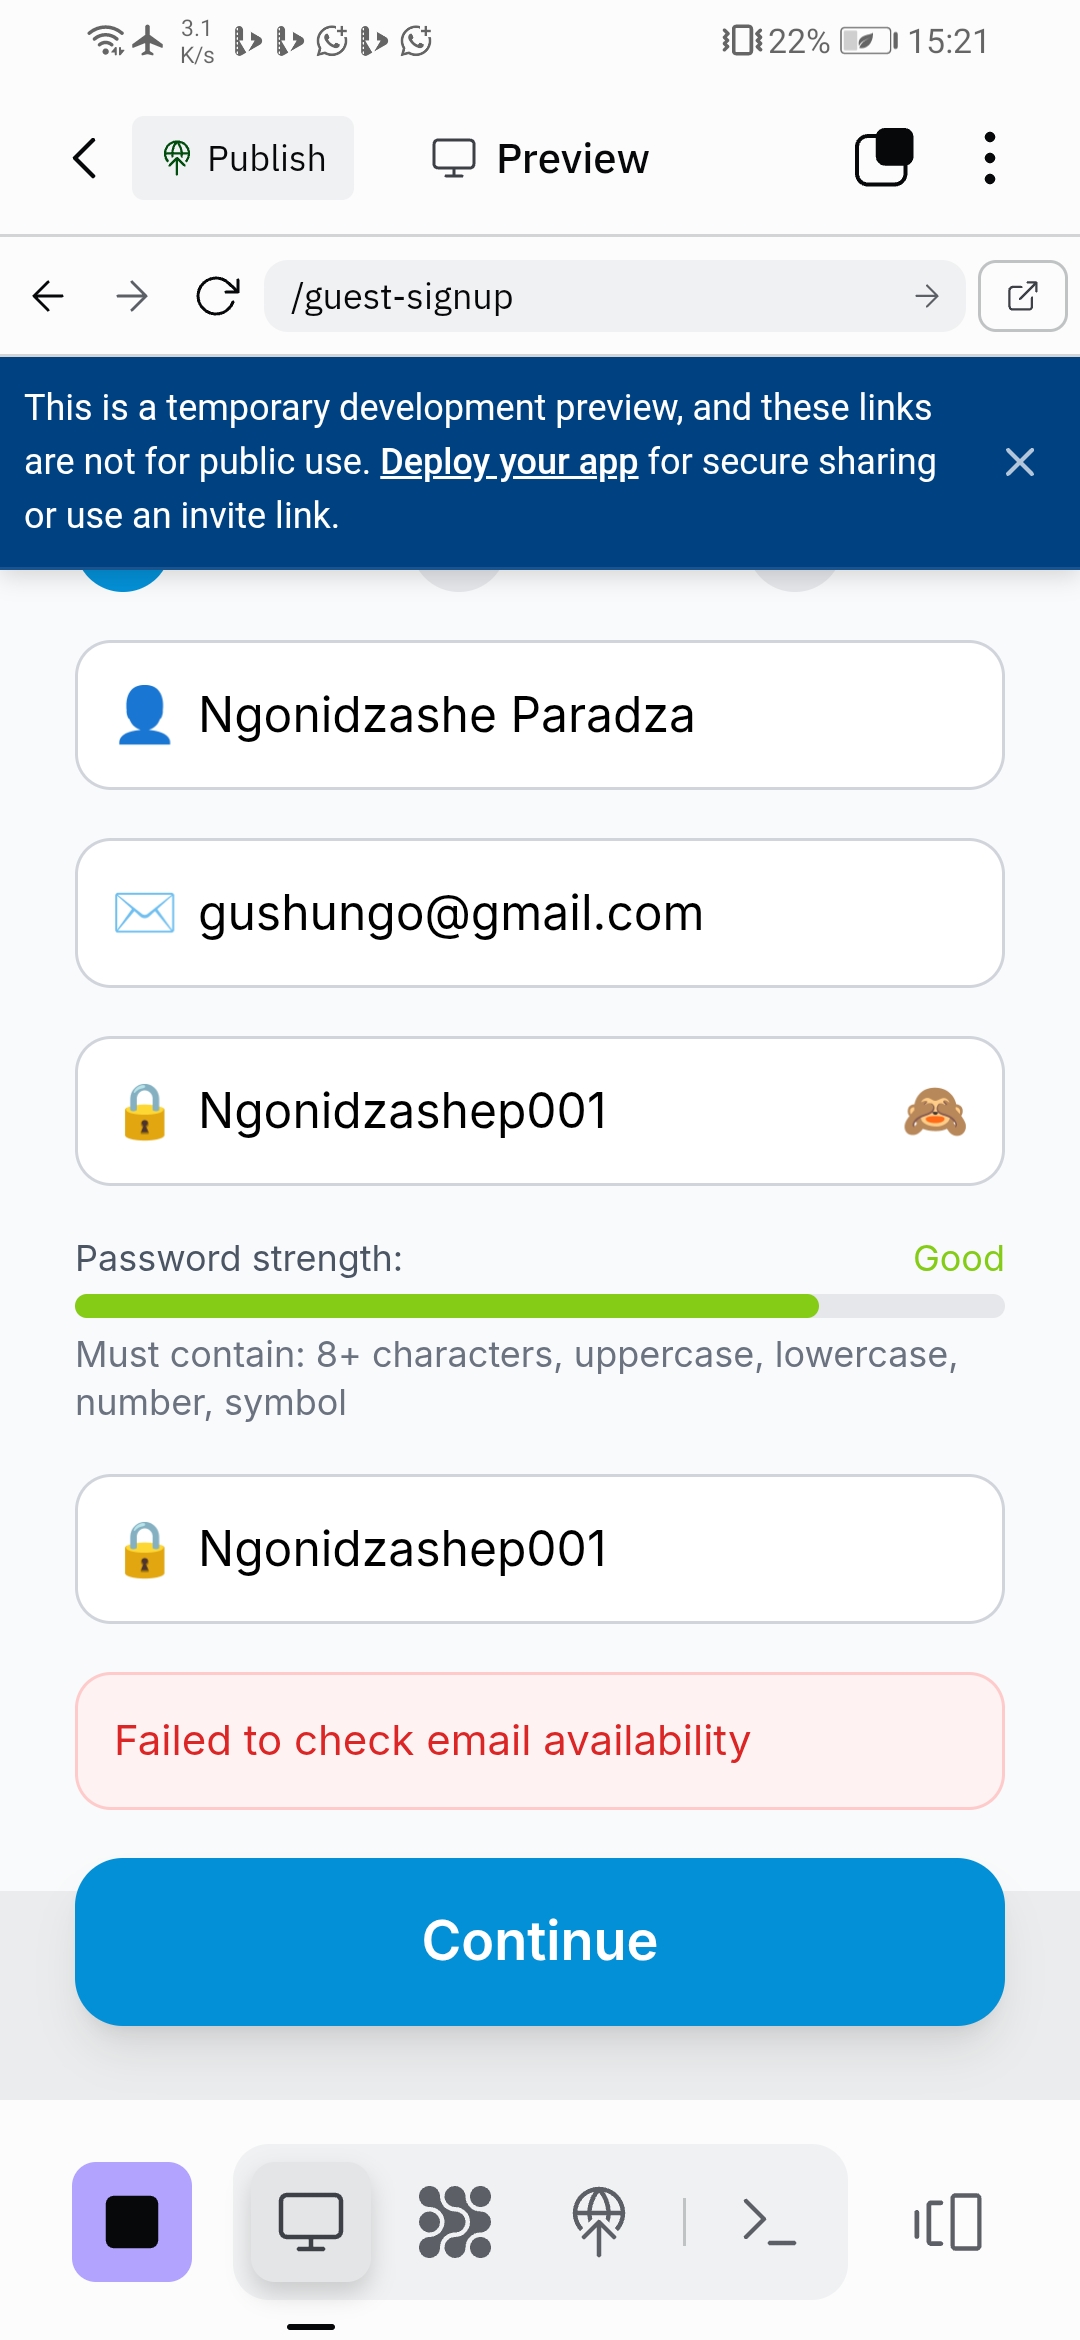 3.1
K/s
22%
15:21
Publish
Preview
/guest-signup
This is a temporary development preview, and these links
are not for public use. Deploy your app for secure sharing
or use an invite link.
Ngonidzashe Paradza
gushungo@gmail.com
Ngonidzashep001
Password strength:
Good
Must contain: 8+ characters, uppercase, lowercase,
number, symbol
Ngonidzashep001
Failed to check email availability
Continue